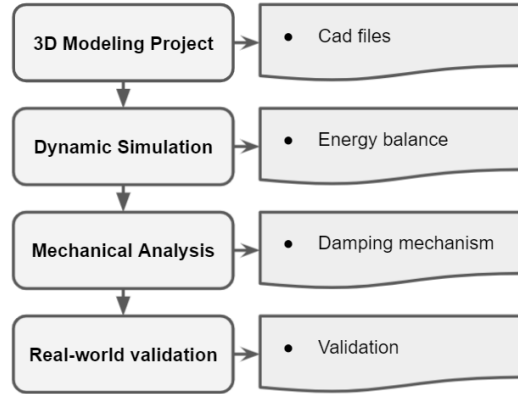 3D Modeling Project
● Cad files
Dynamic Simulation
● Energy balance
Mechanical Analysis
● Damping mechanism
Real-world validation
● Validation